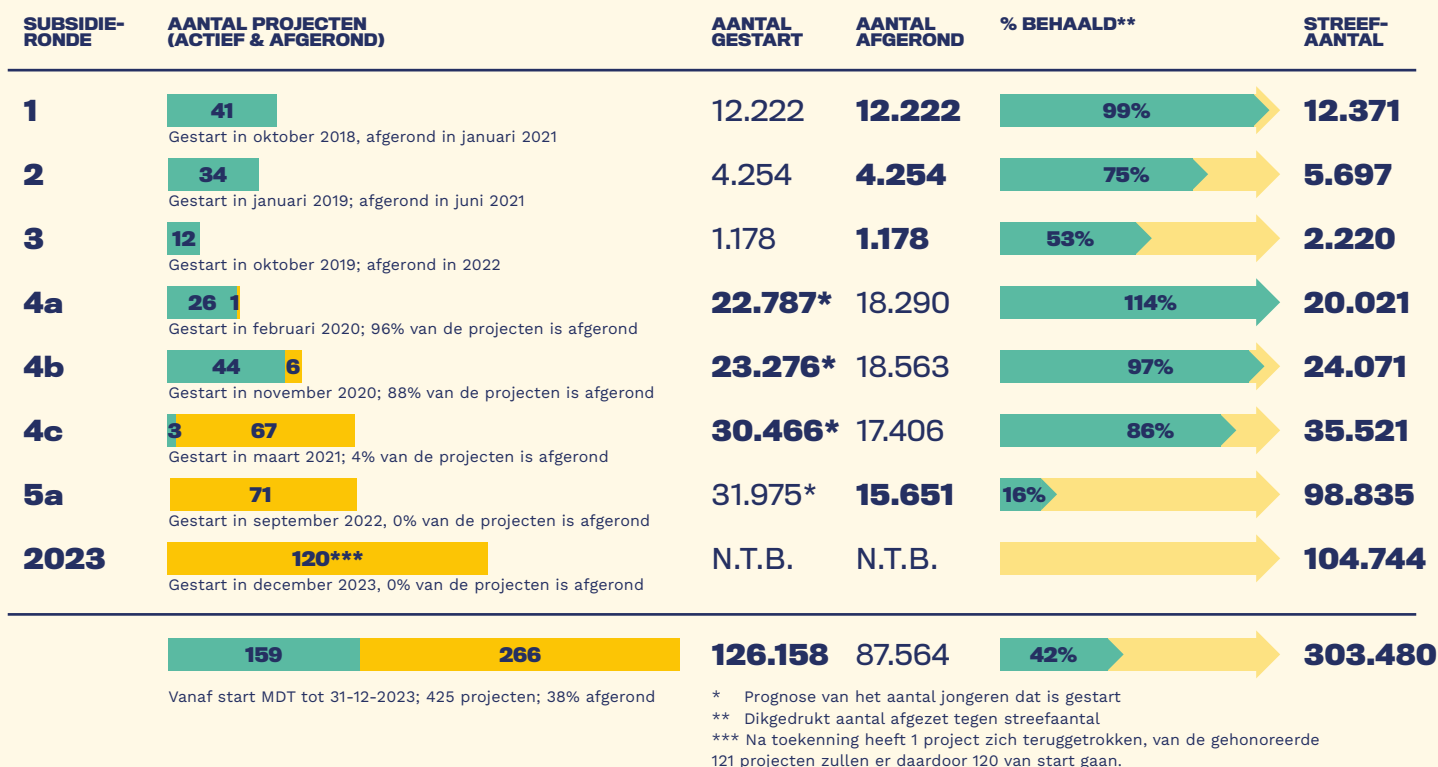 SUBSIDIE-
RONDE
AANTAL PROJECTEN
(ACTIEF & AFGEROND)
AANTAL
GESTART
AANTAL
AFGEROND
% BEHAALD**
STREEF-
AANTAL
1 41 12.222 12.222 99% 12.371
Gestart in oktober 2018, afgerond in januari 2021
2 34 4.254 4.254 75% 5.697
Gestart in januari 2019; afgerond in juni 2021
3 12 1.178 1.178 53% 2.220
Gestart in oktober 2019; afgerond in 2022
4a 26 1 22.787* 18.290 114% 20.021
Gestart in februari 2020; 96% van de projecten is afgerond
4b 44 6 23.276* 18.563 97% 24.071
Gestart in november 2020; 88% van de projecten is afgerond
4c 3 67 30.466* 17.406 86% 35.521
Gestart in maart 2021; 4% van de projecten is afgerond
5a 71 31.975* 15.651 16% 98.835
Gestart in september 2022, 0% van de projecten is afgerond
2023 120*** N.T.B. N.T.B. 104.744
Gestart in december 2023, 0% van de projecten is afgerond
159 266 126.158 87.564 42% 303.480
Vanaf start MDT tot 31-12-2023; 425 projecten; 38% afgerond
* Prognose van het aantal jongeren dat is gestart
** Dikgedrukt aantal afgezet tegen streefaantal
*** Na toekenning heeft 1 project zich teruggetrokken, van de gehonoreerde
121 projecten zullen er daardoor 120 van start gaan.